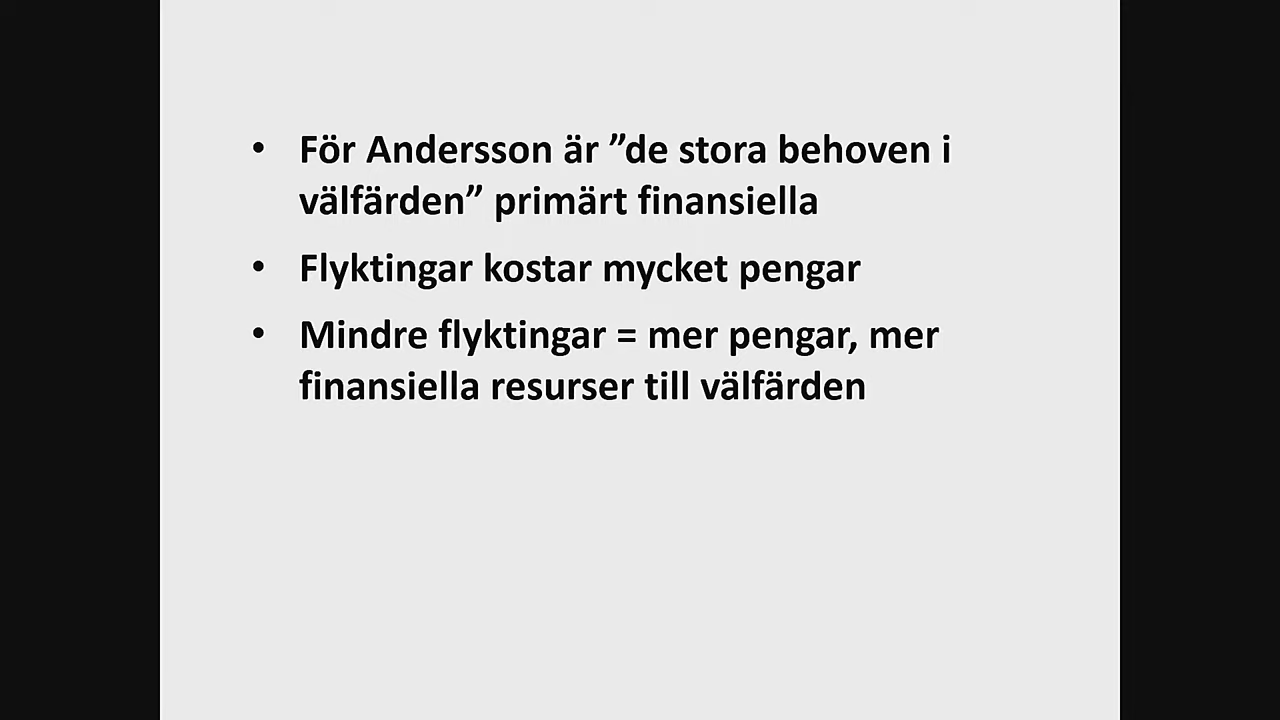 • För Andersson är ”de stora behoven i
välfärden” primärt finansiella
• Flyktingar kostar mycket pengar
• Mindre flyktingar = mer pengar, mer
finansiella resurser till välfärden